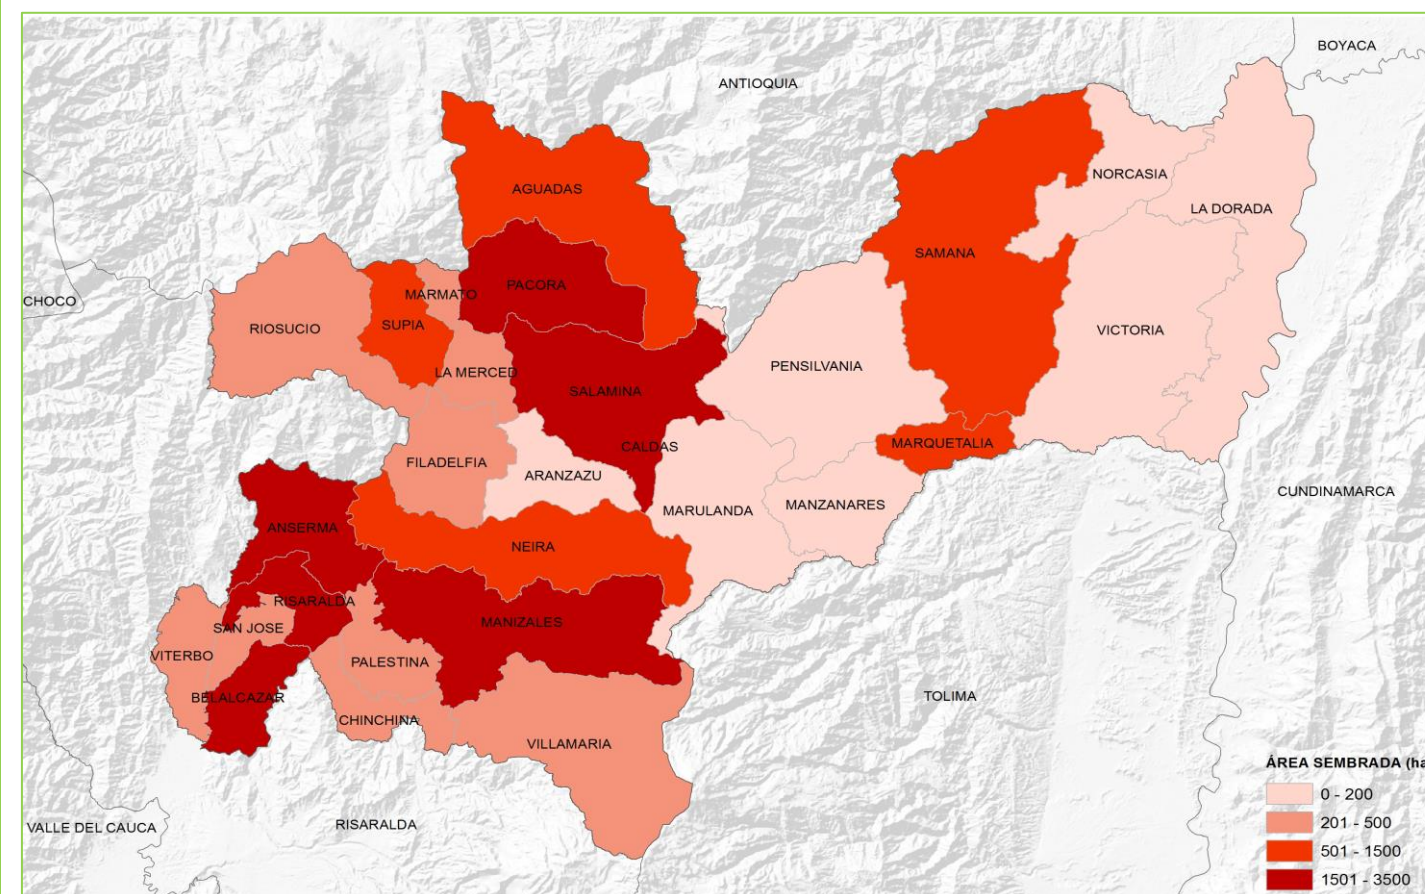 BOYACA
ANTIOQUIA
NORCASIA
AGUADAS
LA DORADA
SAMANA
PACORA
MARMATO
CHOCO
SUPIA
RIOSUCIO
VICTORIA
PENSILVANIA
LA MERCED
SALAMINA
MARQUETALIA
CALDAS
FILADELFIA
ARANZAZU
CUNDINAMARCA
MANZANARES
MARULANDA
ANSERMA
NEIRA
RISARALDA
MANIZALES
SAN JOSE
VITERBO
PALESTINA
BELALCAZAR
TOLIMA
CHINCHINA
VILLAMARIA
ÁREA SEMBRADA (ha
0 - 200
201 - 500
501 - 1500
1501 - 3500
RISARALDA
VALLE DEL CAUCA